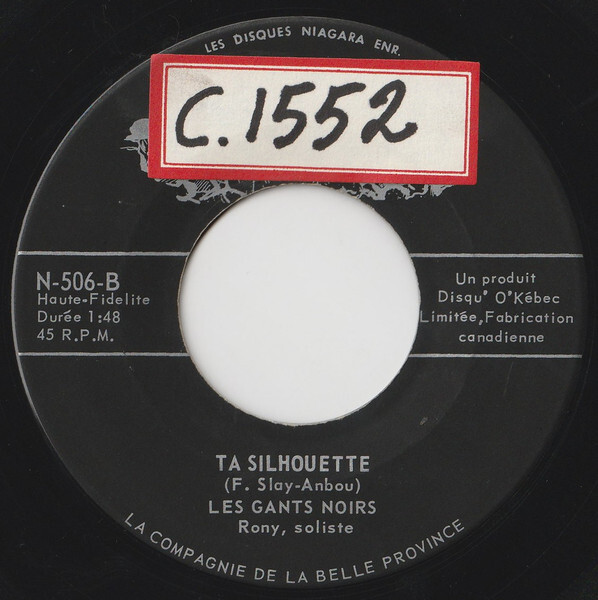 LES DISQUES NIAGARA ENR.
C.1552
N-506-B
Haute-Fidelite
Durée 1:48
45 R.P.M.
Un produit
Disqu' O'Kébec
Limitée, Fabrication
canadienne
TA SILHOUETTE
(F. Slay-Anbou)
LES GANTS NOIRS
Rony, soliste
LA COMPAGNIE DE LA BELLE PROVINCE